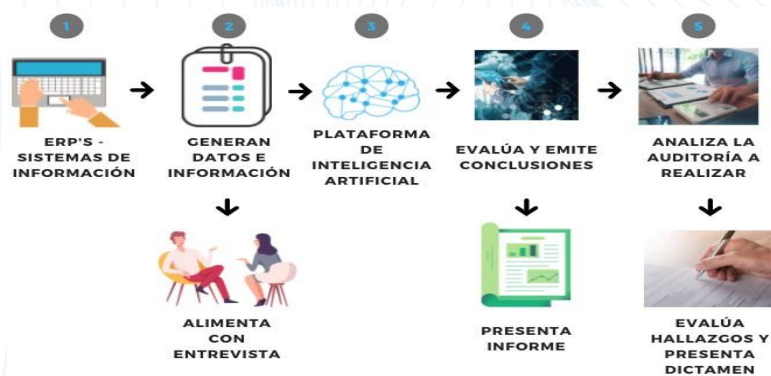 1
2
3
4
5
ERP'S -
SISTEMAS DE
INFORMACIÓN
GENERAN
DATOS E
INFORMACIÓN
PLATAFORMA
DE
INTELIGENCIA
ARTIFICIAL
EVALÚA Y EMITE
CONCLUSIONES
ANALIZA LA
AUDITORÍA A
REALIZAR
ALIMENTA
CON
ENTREVISTA
PRESENTA
INFORME
EVALÚA
HALLAZGOS Y
PRESENTA
DICTAMEN